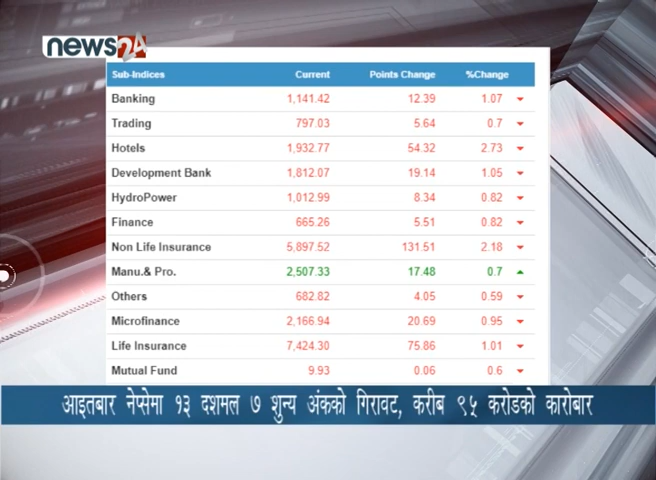 news24
Sub-Indices Current Points Change %Change
Banking 1,141.42 12.39 1.07
Trading 797.03 5.64 0.7
Hotels 1,932.77 54.32 2.73
Development Bank 1,812.07 19.14 1.05
HydroPower 1,012.99 8.34 0.82
Finance 665.26 5.51 0.82
Non Life Insurance 5,897.52 131.51 2.18
Manu.& Pro. 2,507.33 17.48 0.7
Others 682.82 4.05 0.59
Microfinance 2,166.94 20.69 0.95
Life Insurance 7,424.30 75.86 1.01
Mutual Fund 9.93 0.06 0.6
आइतबार नेप्सेमा १३ दशमल ७ शुन्य अंकको गिरावट, करीब ९५ करोडको कारोबार